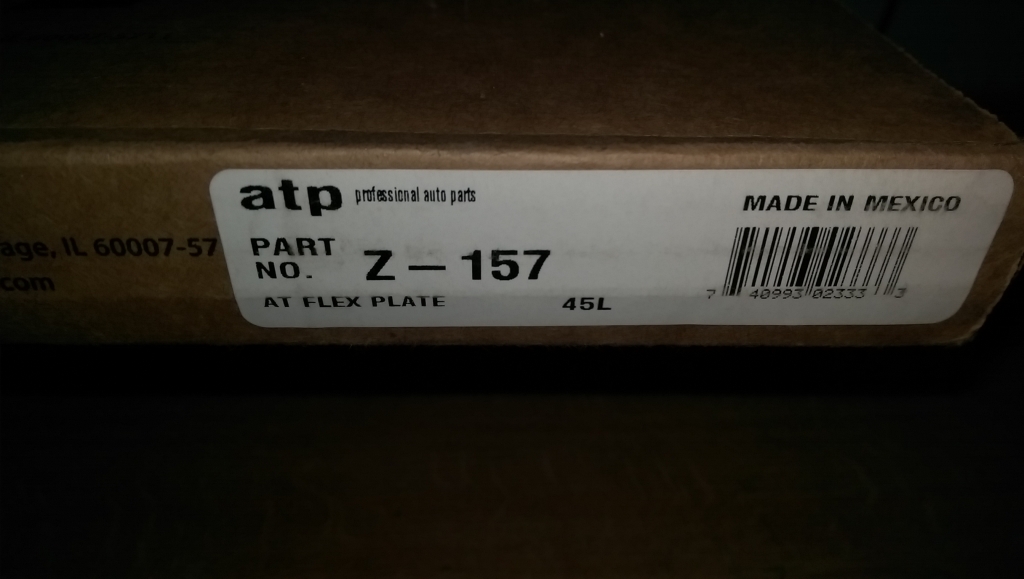 atp professional auto parts
MADE IN MEXICO
age, IL 60007-57
com
PART
NO. Z-157
AT FLEX PLATE 45L
7 40993 02333 3